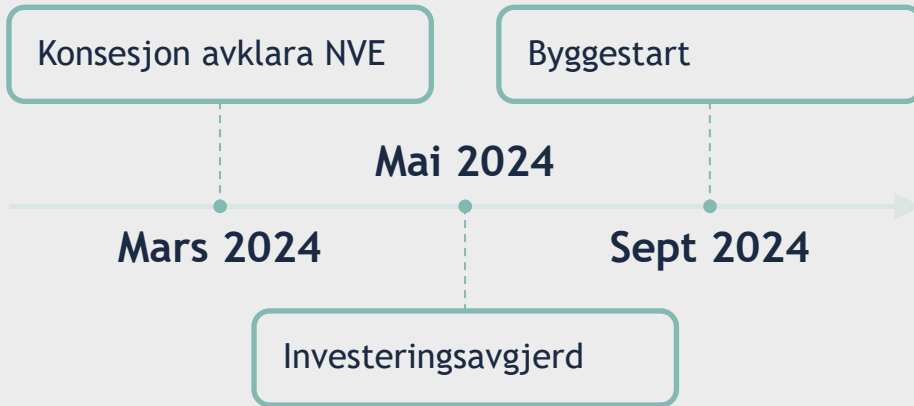 Konsesjon avklara NVE
Byggestart
Mai 2024
Mars 2024
Sept 2024
Investeringsavgjerd